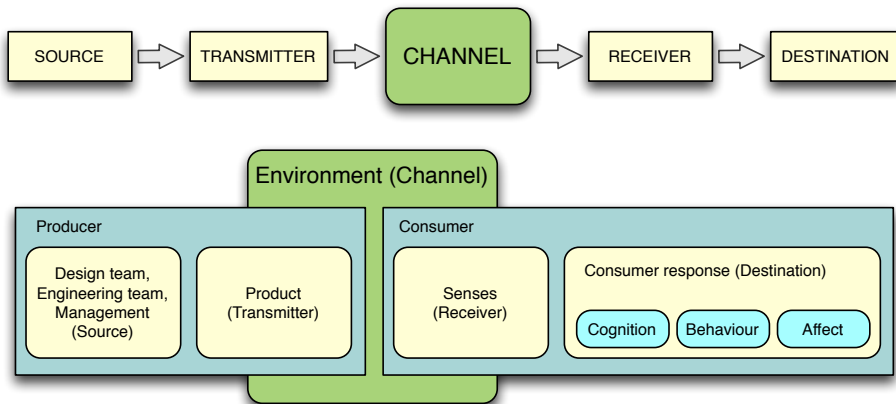 SOURCE
TRANSMITTER
CHANNEL
RECEIVER
DESTINATION
Environment (Channel)
Producer
Design team,
Engineering team,
Management
(Source)
Product
(Transmitter)
Consumer
Senses
(Receiver)
Consumer response (Destination)
Cognition
Behaviour
Affect